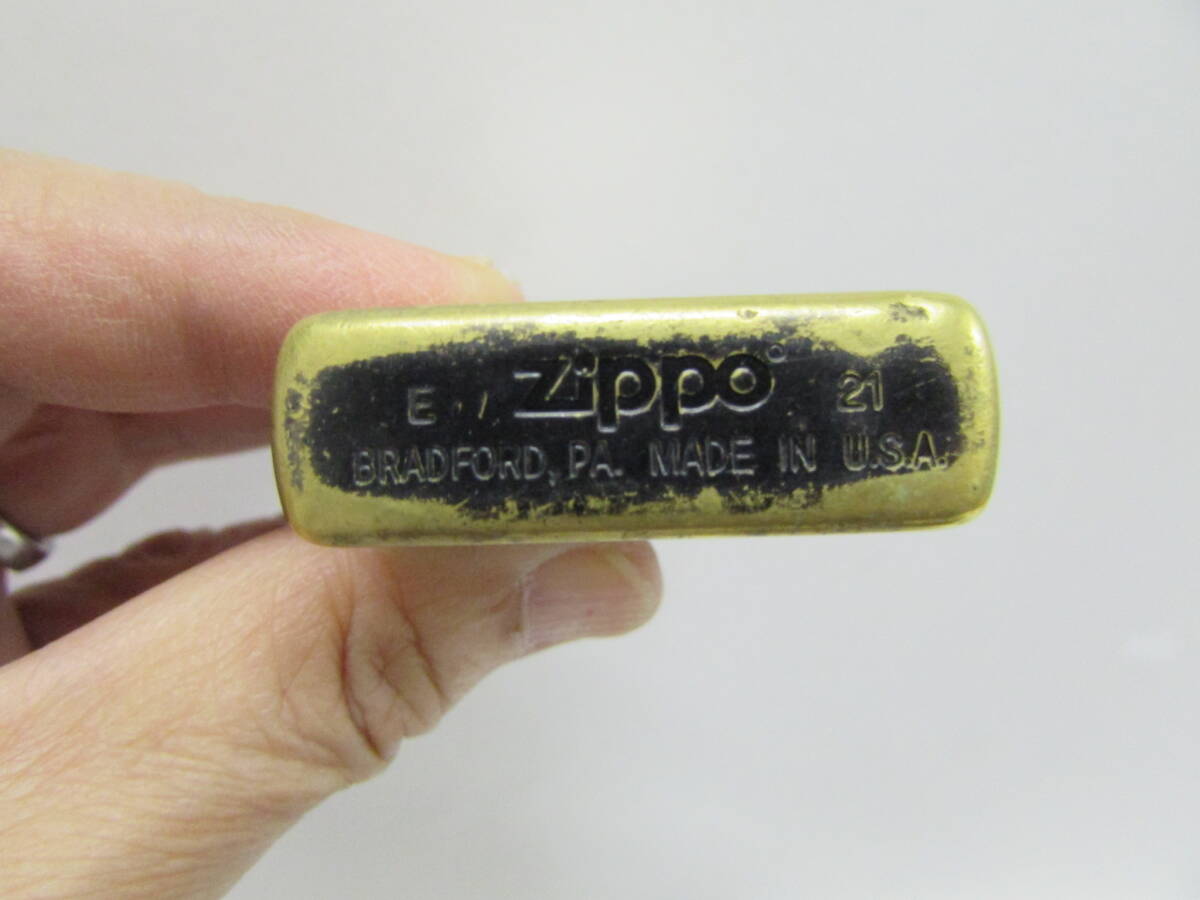 E Zippo 21
BRADFORD, PA. MADE IN U.S.A.